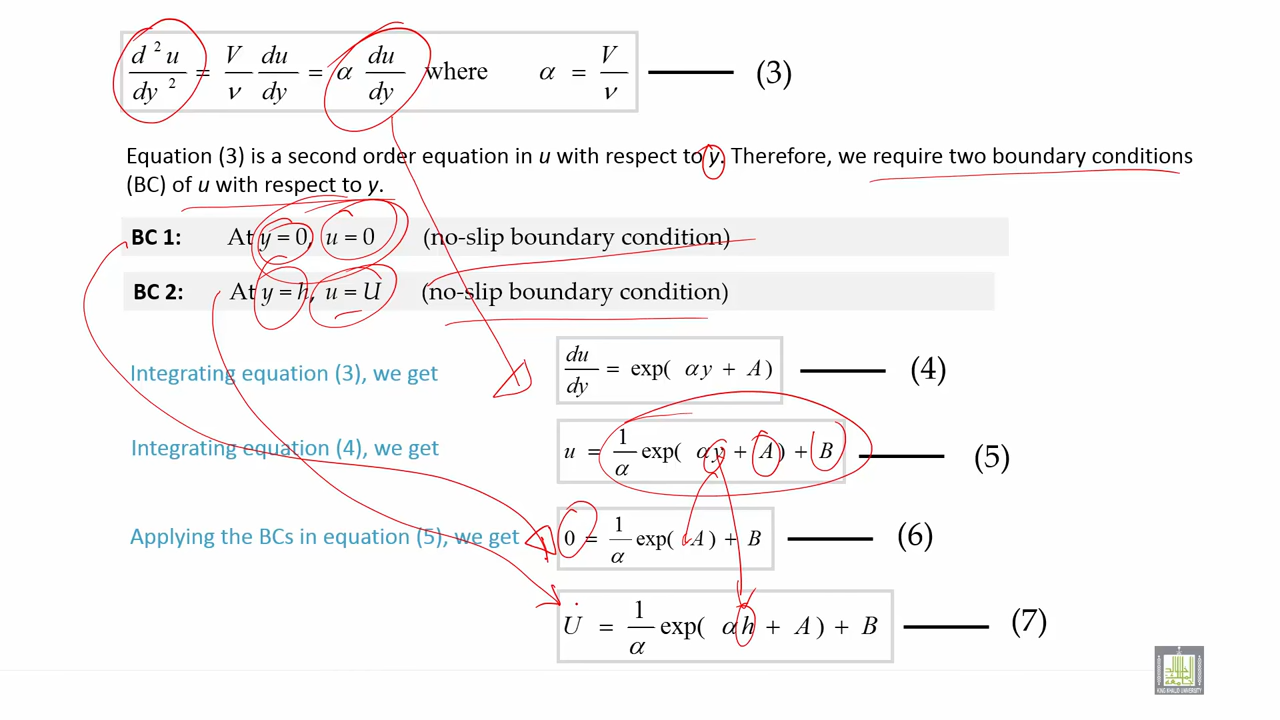 d²u/dy² = V/ν du/dy = α du/dy where α = V/ν (3)
Equation (3) is a second order equation in u with respect to y. Therefore, we require two boundary conditions
(BC) of u with respect to y.
BC 1: At y = 0, u = 0 (no-slip boundary condition)
BC 2: At y = h, u = U (no-slip boundary condition)
Integrating equation (3), we get du/dy = exp( αy + A) (4)
Integrating equation (4), we get u = 1/α exp( αy + A) + B (5)
Applying the BCs in equation (5), we get 0 = 1/α exp( A) + B (6)
U = 1/α exp( αh + A) + B (7)
KING KHALID UNIVERSITY